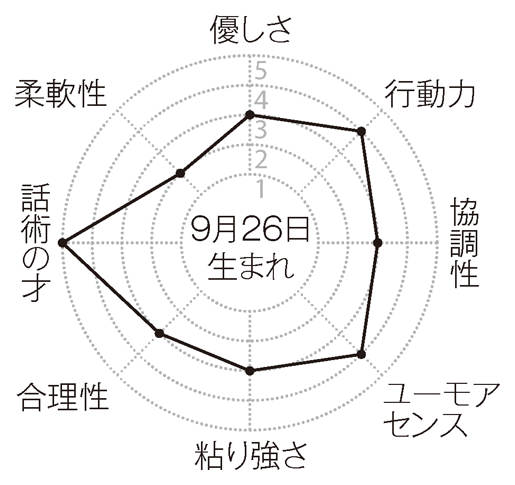 優しさ
柔軟性
行動力
5
4
3
2
1
話術の才
9月26日
生まれ
協調性
合理性
ユーモア
センス
粘り強さ